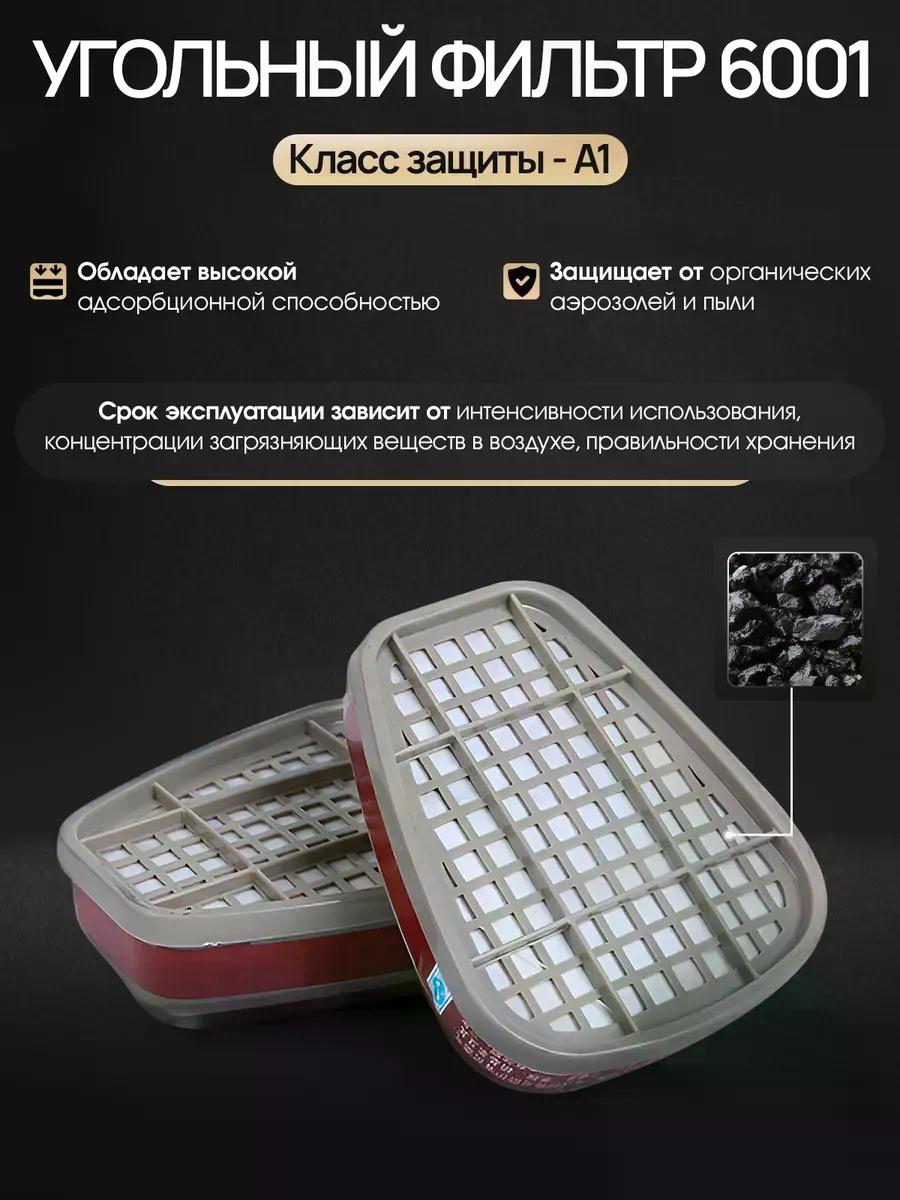 УГОЛЬНЫЙ ФИЛЬТР 6001
Класс защиты - А1
Обладает высокой
адсорбционной способностью
Защищает от органических
аэрозолей и пыли
Срок эксплуатации зависит от интенсивности использования,
концентрации загрязняющих веществ в воздухе, правильности хранения